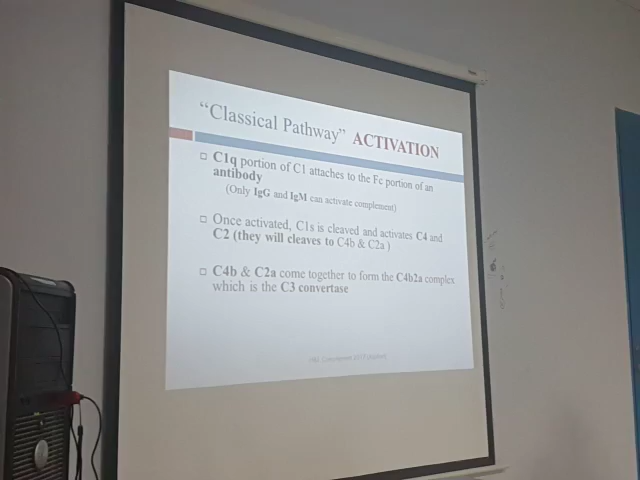 “Classical Pathway” ACTIVATION
□ C1q portion of C1 attaches to the Fc portion of an
antibody
(Only IgG and IgM can activate complement)
□ Once activated, C1s is cleaved and activates C4 and
C2 (they will cleaves to C4b & C2a )
□ C4b & C2a come together to form the C4b2a complex
which is the C3 convertase